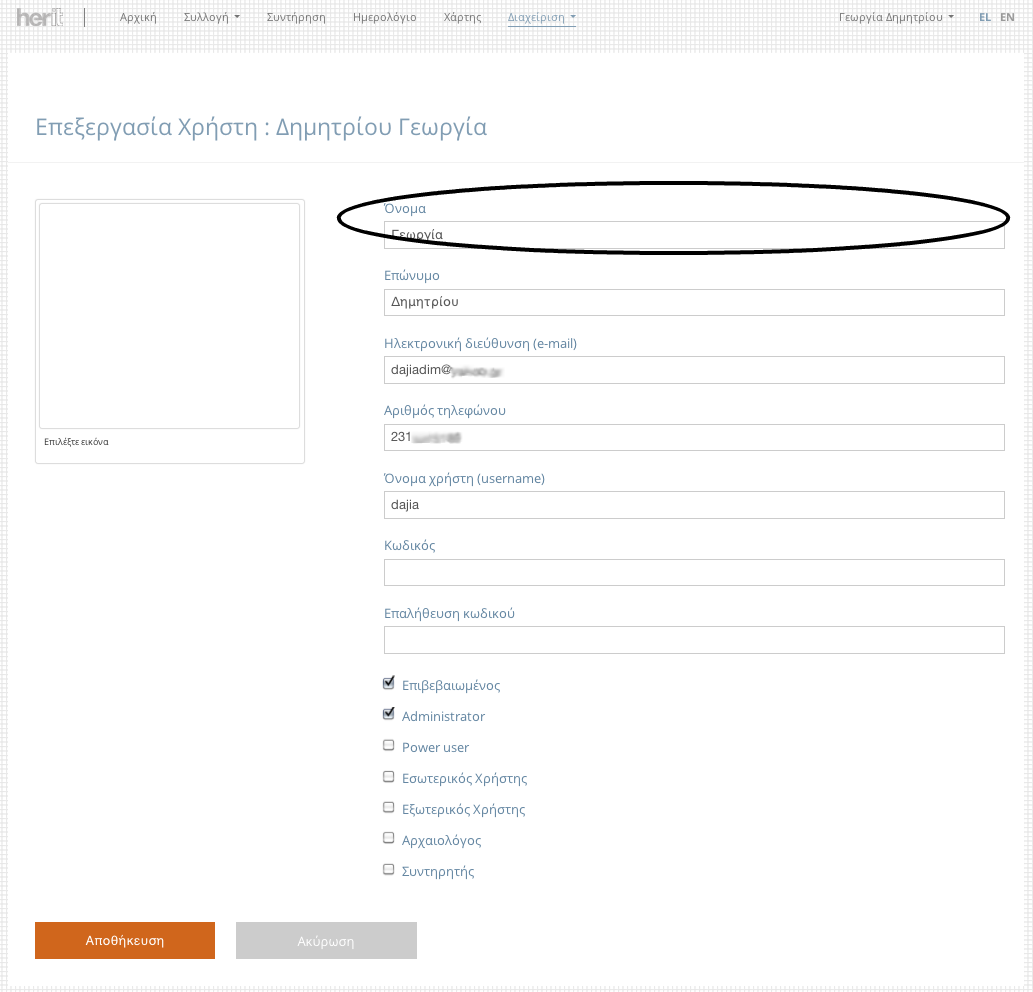 herit Αρχική Συλλογή Συντήρηση Ημερολόγιο Χάρτης Διαχείριση Γεωργία Δημητρίου EL EN
Επεξεργασία Χρήστη : Δημητρίου Γεωργία
Επιλέξτε εικόνα
Όνομα
Γεωργία
Επώνυμο
Δημητρίου
Ηλεκτρονική διεύθυνση (e-mail)
dajiadim@
Αριθμός τηλεφώνου
231
Όνομα χρήστη (username)
dajia
Κωδικός
Επαλήθευση κωδικού
Επιβεβαιωμένος
Administrator
Power user
Εσωτερικός Χρήστης
Εξωτερικός Χρήστης
Αρχαιολόγος
Συντηρητής
Αποθήκευση Ακύρωση